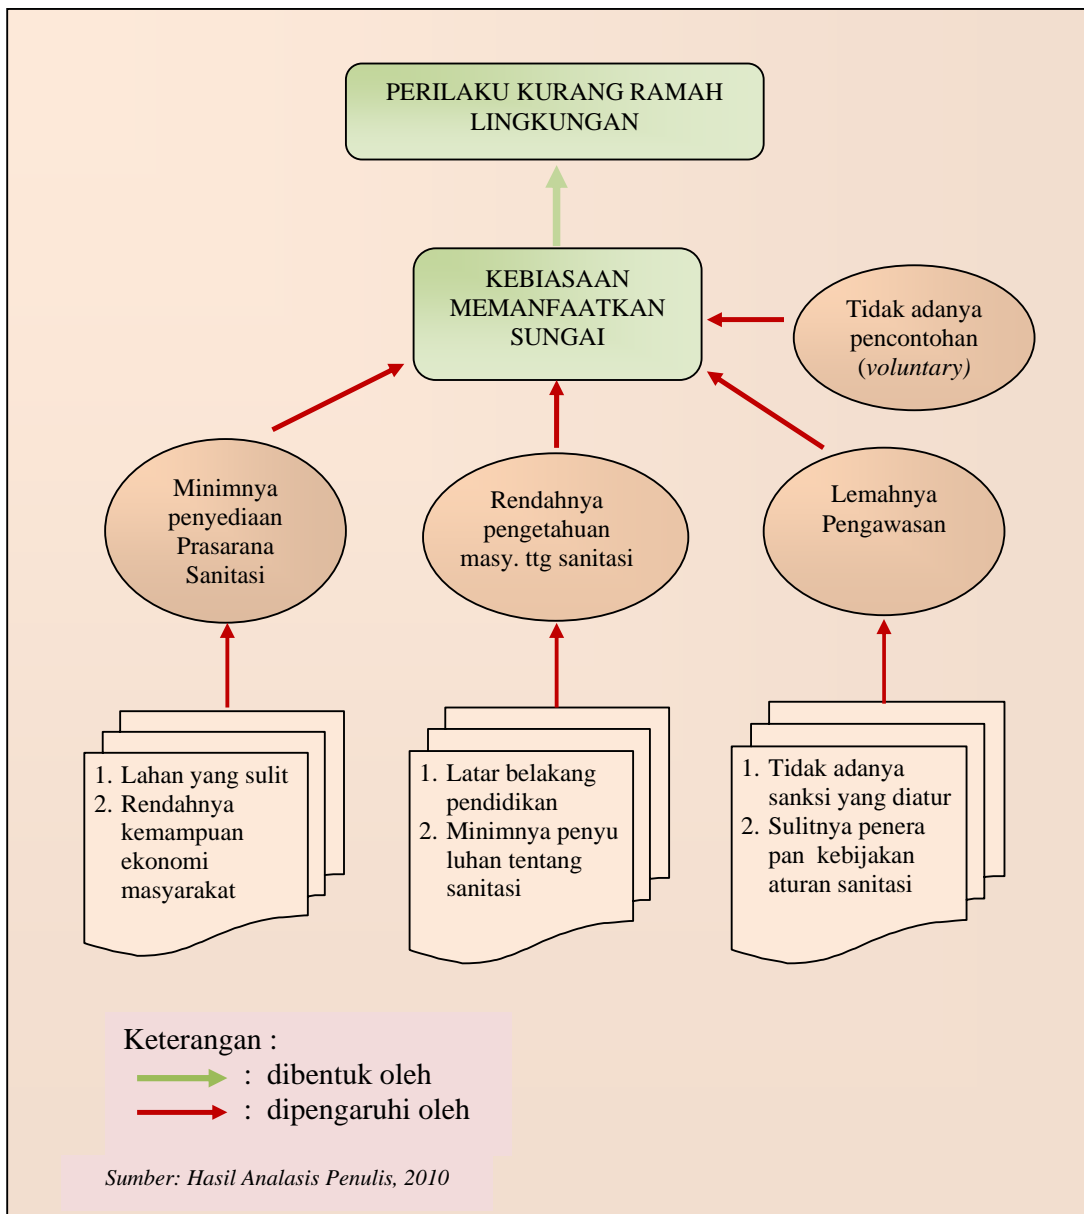 PERILAKU KURANG RAMAH
LINGKUNGAN
KEBIASAAN
MEMANFAATKAN
SUNGAI
Tidak adanya
pencontohan
(voluntary)
Minimnya
penyediaan
Prasarana
Sanitasi
Rendahnya
pengetahuan
masy. ttg sanitasi
Lemahnya
Pengawasan
1. Lahan yang sulit
2. Rendahnya
kemampuan
ekonomi
masyarakat
1. Latar belakang
pendidikan
2. Minimnya penyu
luhan tentang
sanitasi
1. Tidak adanya
sanksi yang diatur
2. Sulitnya penera
pan kebijakan
aturan sanitasi
Keterangan :
: dibentuk oleh
: dipengaruhi oleh
Sumber: Hasil Analasis Penulis, 2010